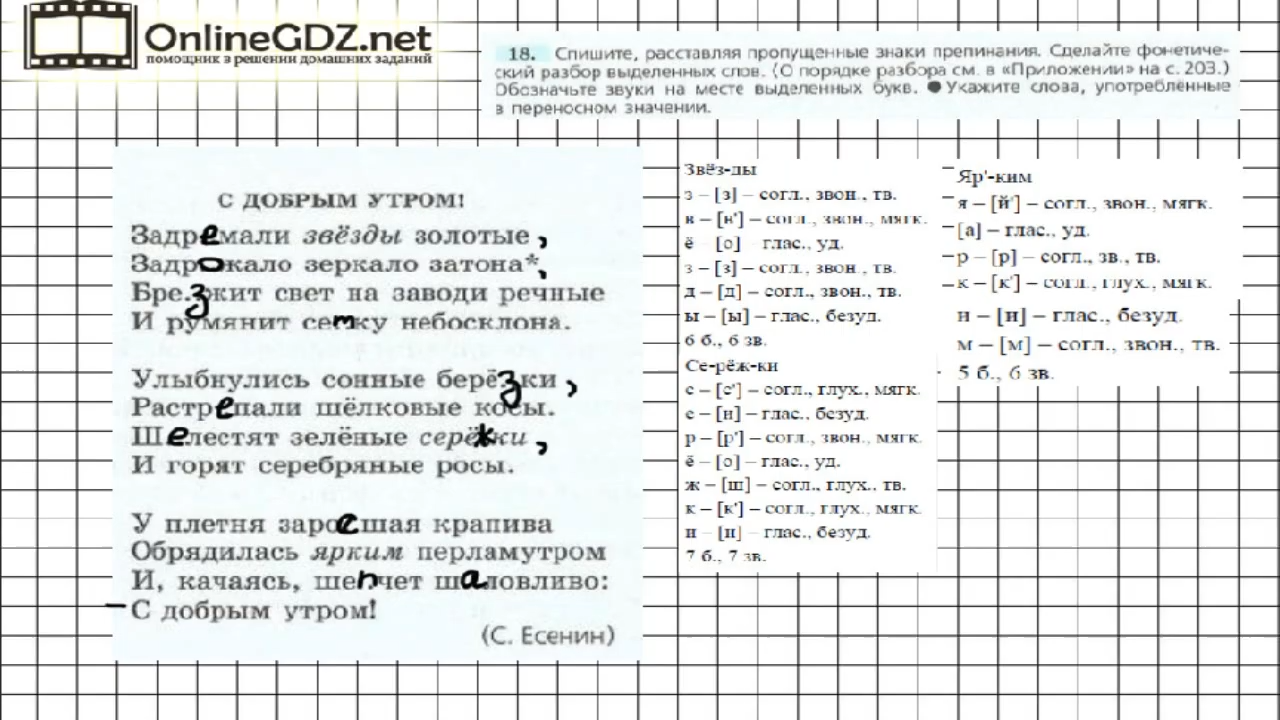 OnlineGDZ.net
помощник в решении домашних заданий
18. Спишите, расставляя пропущенные знаки препинания. Сделайте фонетиче-
ский разбор выделенных слов. (О порядке разбора см. в «Приложении» на с. 203.)
Обозначьте звуки на месте выделенных букв. ● Укажите слова, употреблённые
в переносном значении.
С ДОБРЫМ УТРОМ!
Задремали звёзды золотые,
Задрожало зеркало затона*,
Брезжит свет на заводи речные
И румянит сетку небосклона.
Улыбнулись сонные берёзки,
Растрепали шёлковые косы.
Шелестят зелёные серёжки,
И горят серебряные росы.
У плетня заросшая крапива
Обрядилась ярким перламутром
И, качаясь, шепчет шаловливо:
– С добрым утром!
(С. Есенин)
Звёз-ды
з – [з] – согл., звон., тв.
в – [в'] – согл., звон., мягк.
ё – [о] – глас., уд.
з – [з] – согл., звон., тв.
д – [д] – согл., звон., тв.
ы – [ы] – глас., безуд.
6 б., 6 зв.
Се-рёж-ки
с – [с'] – согл., глух., мягк.
е – [и] – глас., безуд.
р – [р'] – согл., звон., мягк.
ё – [о] – глас., уд.
ж – [ш] – согл., глух., тв.
к – [к'] – согл., глух., мягк.
и – [и] – глас., безуд.
7 б., 7 зв.
Яр'-ким
я – [й'] – согл., звон., мягк.
[а] – глас., уд.
р – [р] – согл., зв., тв.
к – [к'] – согл., глух., мягк.
и – [и] – глас., безуд.
м – [м] – согл., звон., тв.
5 б., 6 зв.